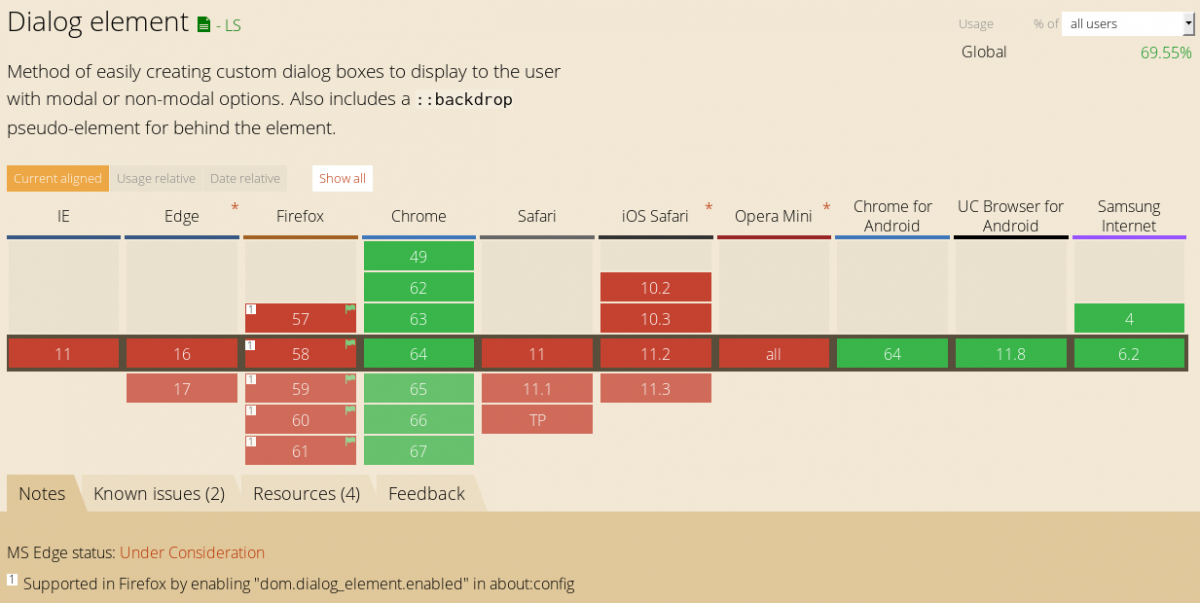 Dialog element - LS
Usage % of all users
Global 69.55%
Method of easily creating custom dialog boxes to display to the user
with modal or non-modal options. Also includes a ::backdrop
pseudo-element for behind the element.
Current aligned Usage relative Date relative Show all
IE Edge * Firefox Chrome Safari iOS Safari * Opera Mini * Chrome for Android UC Browser for Android Samsung Internet
49
62 10.2
1 57 63 10.3 4
11 16 1 58 64 11 11.2 all 64 11.8 6.2
17 1 59 65 11.1 11.3
1 60 66 TP
1 61 67
Notes Known issues (2) Resources (4) Feedback
MS Edge status: Under Consideration
1 Supported in Firefox by enabling "dom.dialog_element.enabled" in about:config